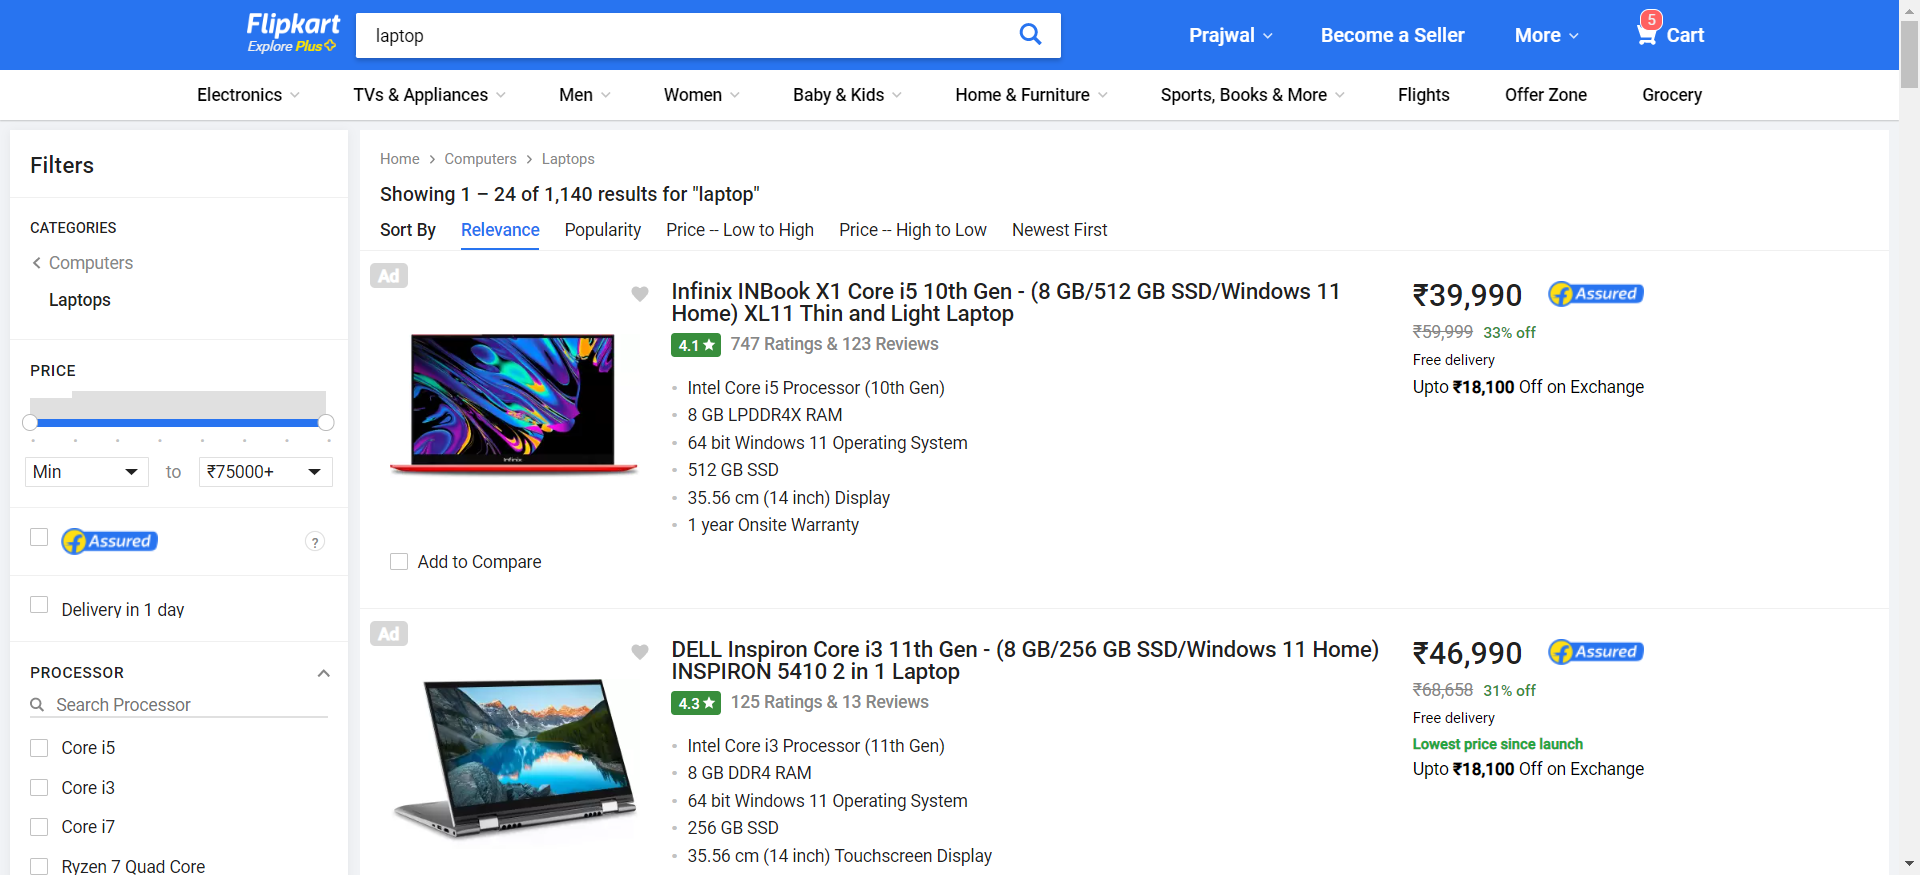 Flipkart
Explore Plus
laptop
Prajwal
Become a Seller
More
5
Cart
Electronics
TVs & Appliances
Men
Women
Baby & Kids
Home & Furniture
Sports, Books & More
Flights
Offer Zone
Grocery
Filters
CATEGORIES
Computers
Laptops
PRICE
Min
to
₹75000+
Assured
?
Delivery in 1 day
PROCESSOR
Search Processor
Core i5
Core i3
Core i7
Ryzen 7 Quad Core
Home > Computers > Laptops
Showing 1 – 24 of 1,140 results for "laptop"
Sort By Relevance Popularity Price -- Low to High Price -- High to Low Newest First
Ad
Infinix
Add to Compare
Infinix INBook X1 Core i5 10th Gen - (8 GB/512 GB SSD/Windows 11
Home) XL11 Thin and Light Laptop
4.1★ 747 Ratings & 123 Reviews
Intel Core i5 Processor (10th Gen)
8 GB LPDDR4X RAM
64 bit Windows 11 Operating System
512 GB SSD
35.56 cm (14 inch) Display
1 year Onsite Warranty
₹39,990
Assured
₹59,999 33% off
Free delivery
Upto ₹18,100 Off on Exchange
Ad
DELL Inspiron Core i3 11th Gen - (8 GB/256 GB SSD/Windows 11 Home)
INSPIRON 5410 2 in 1 Laptop
4.3★ 125 Ratings & 13 Reviews
Intel Core i3 Processor (11th Gen)
8 GB DDR4 RAM
64 bit Windows 11 Operating System
256 GB SSD
35.56 cm (14 inch) Touchscreen Display
₹46,990
Assured
₹68,658 31% off
Free delivery
Lowest price since launch
Upto ₹18,100 Off on Exchange